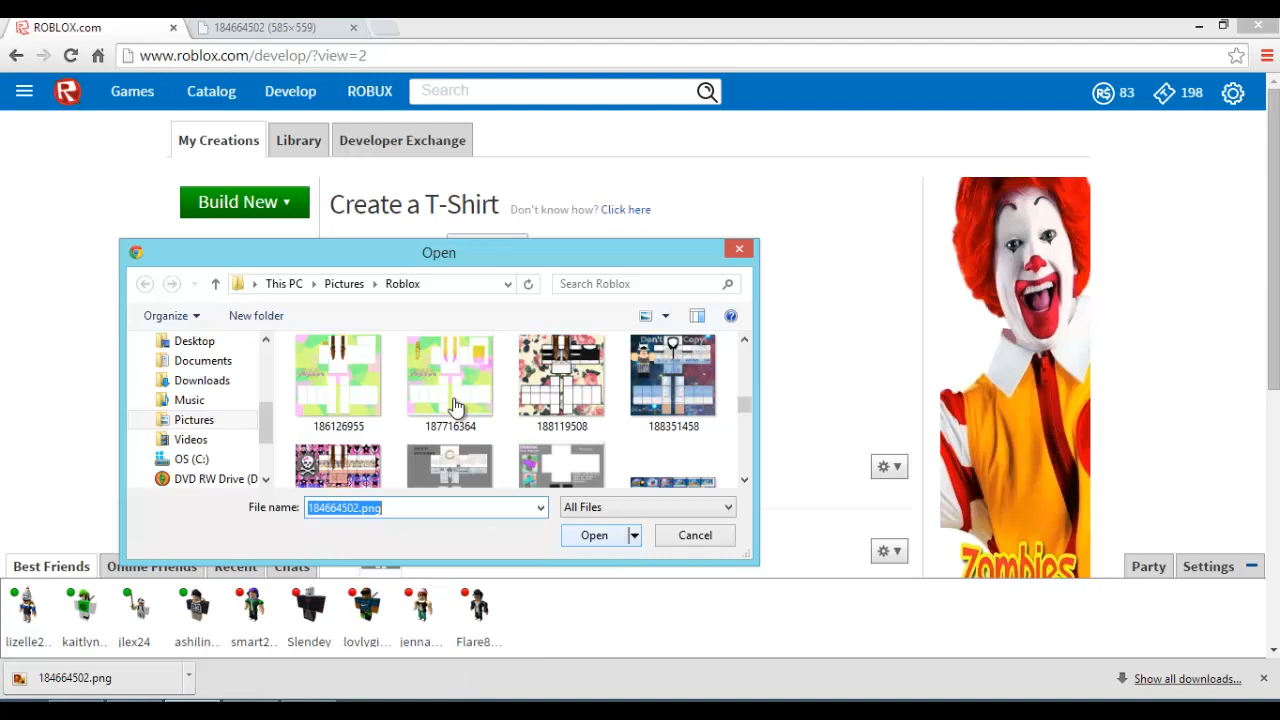 ROBLOX.com
184664502 (585×559)
www.roblox.com/develop/?view=2
Games
Catalog
Develop
ROBUX
Search
R$ 83
198
My Creations
Library
Developer Exchange
Build New ▾
Create a T-Shirt
Don't know how? Click here
Open
This PC
Pictures
Roblox
Search Roblox
Organize
New folder
Desktop
Documents
Downloads
Music
Pictures
Videos
OS (C:)
DVD RW Drive (D
186126955
187716364
188119508
188351458
File name:
184664502.png
All Files
Open
Cancel
Zombies
Best Friends
Online Friends
Recent
Chats
Party
Settings
lizelle2..
kaitlyn..
jlex24
ashilin...
smart2...
Slendey
lovlygi...
jenna...
Flare8...
184664502.png
Show all downloads...